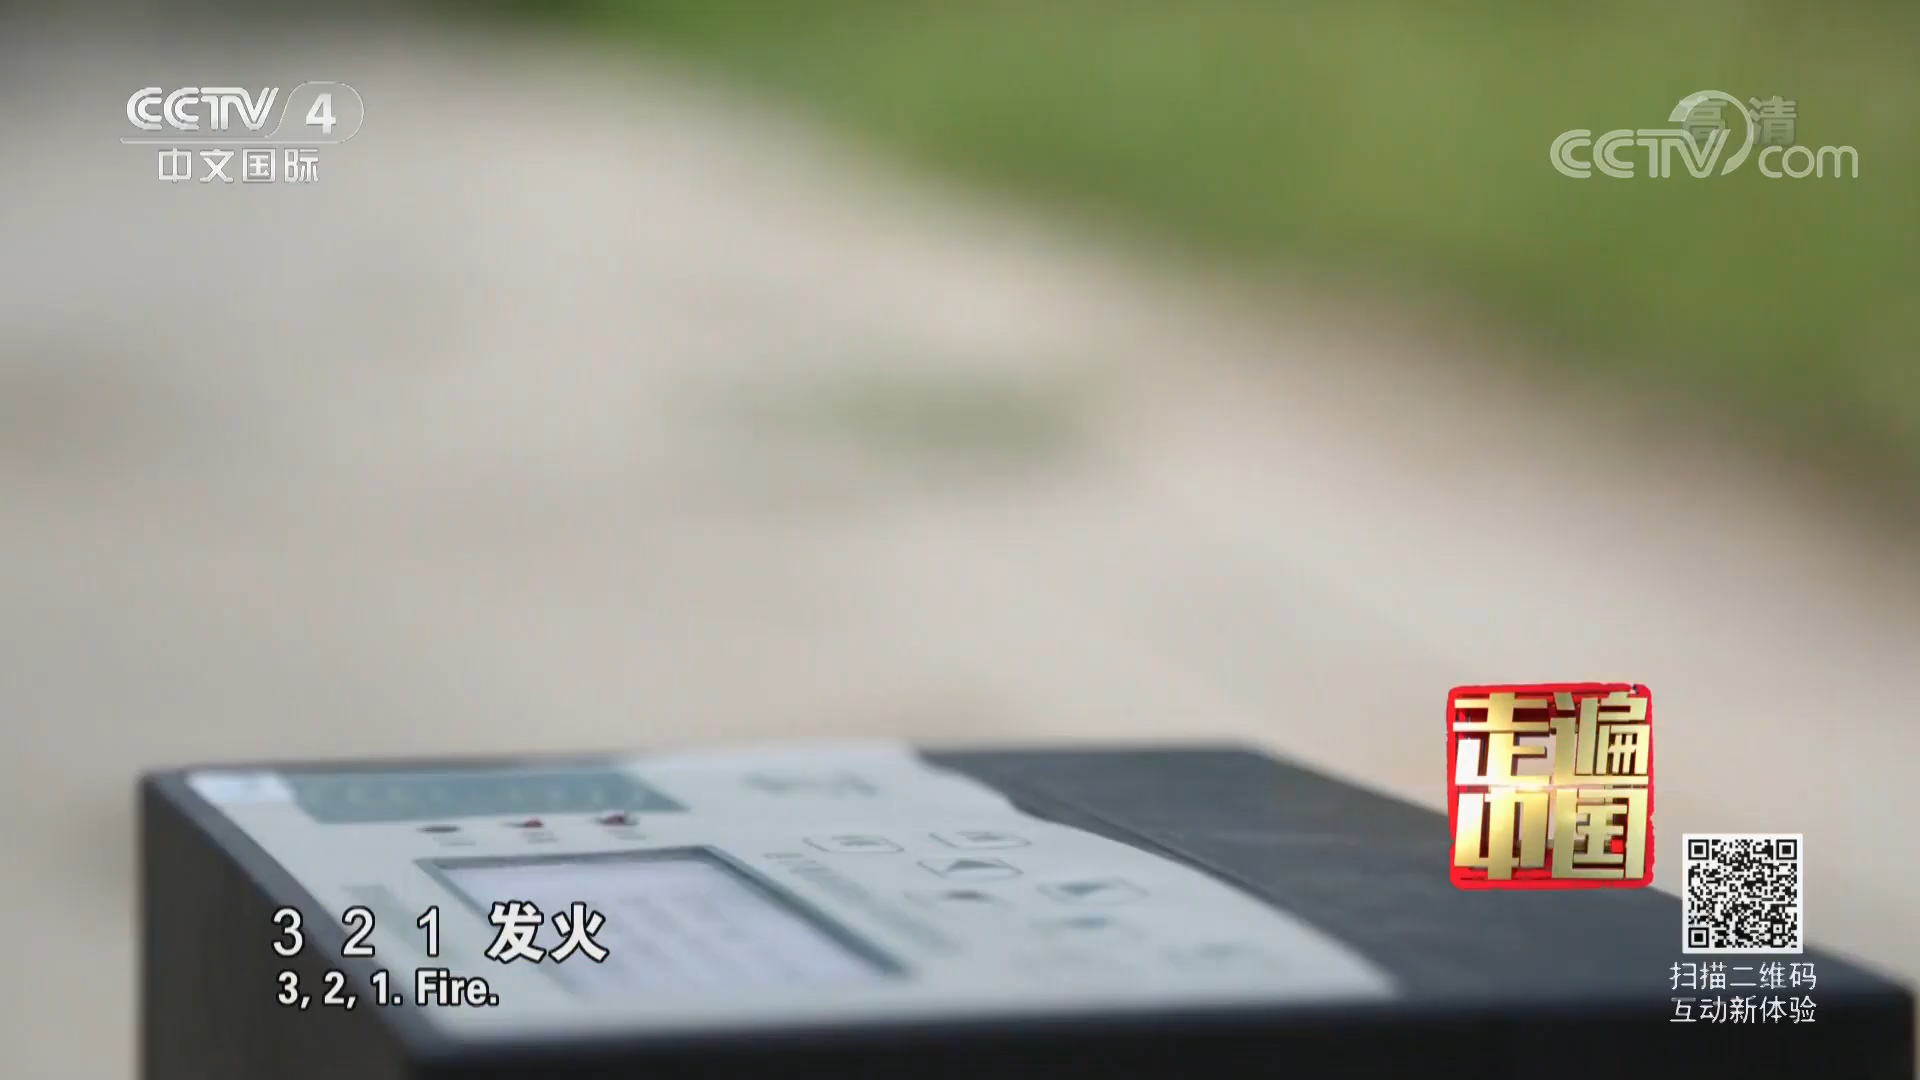 CCTV 4
中文国际
高清
CCTV com
走遍
中国
3 2 1 发火
3, 2, 1. Fire.
扫描二维码
互动新体验